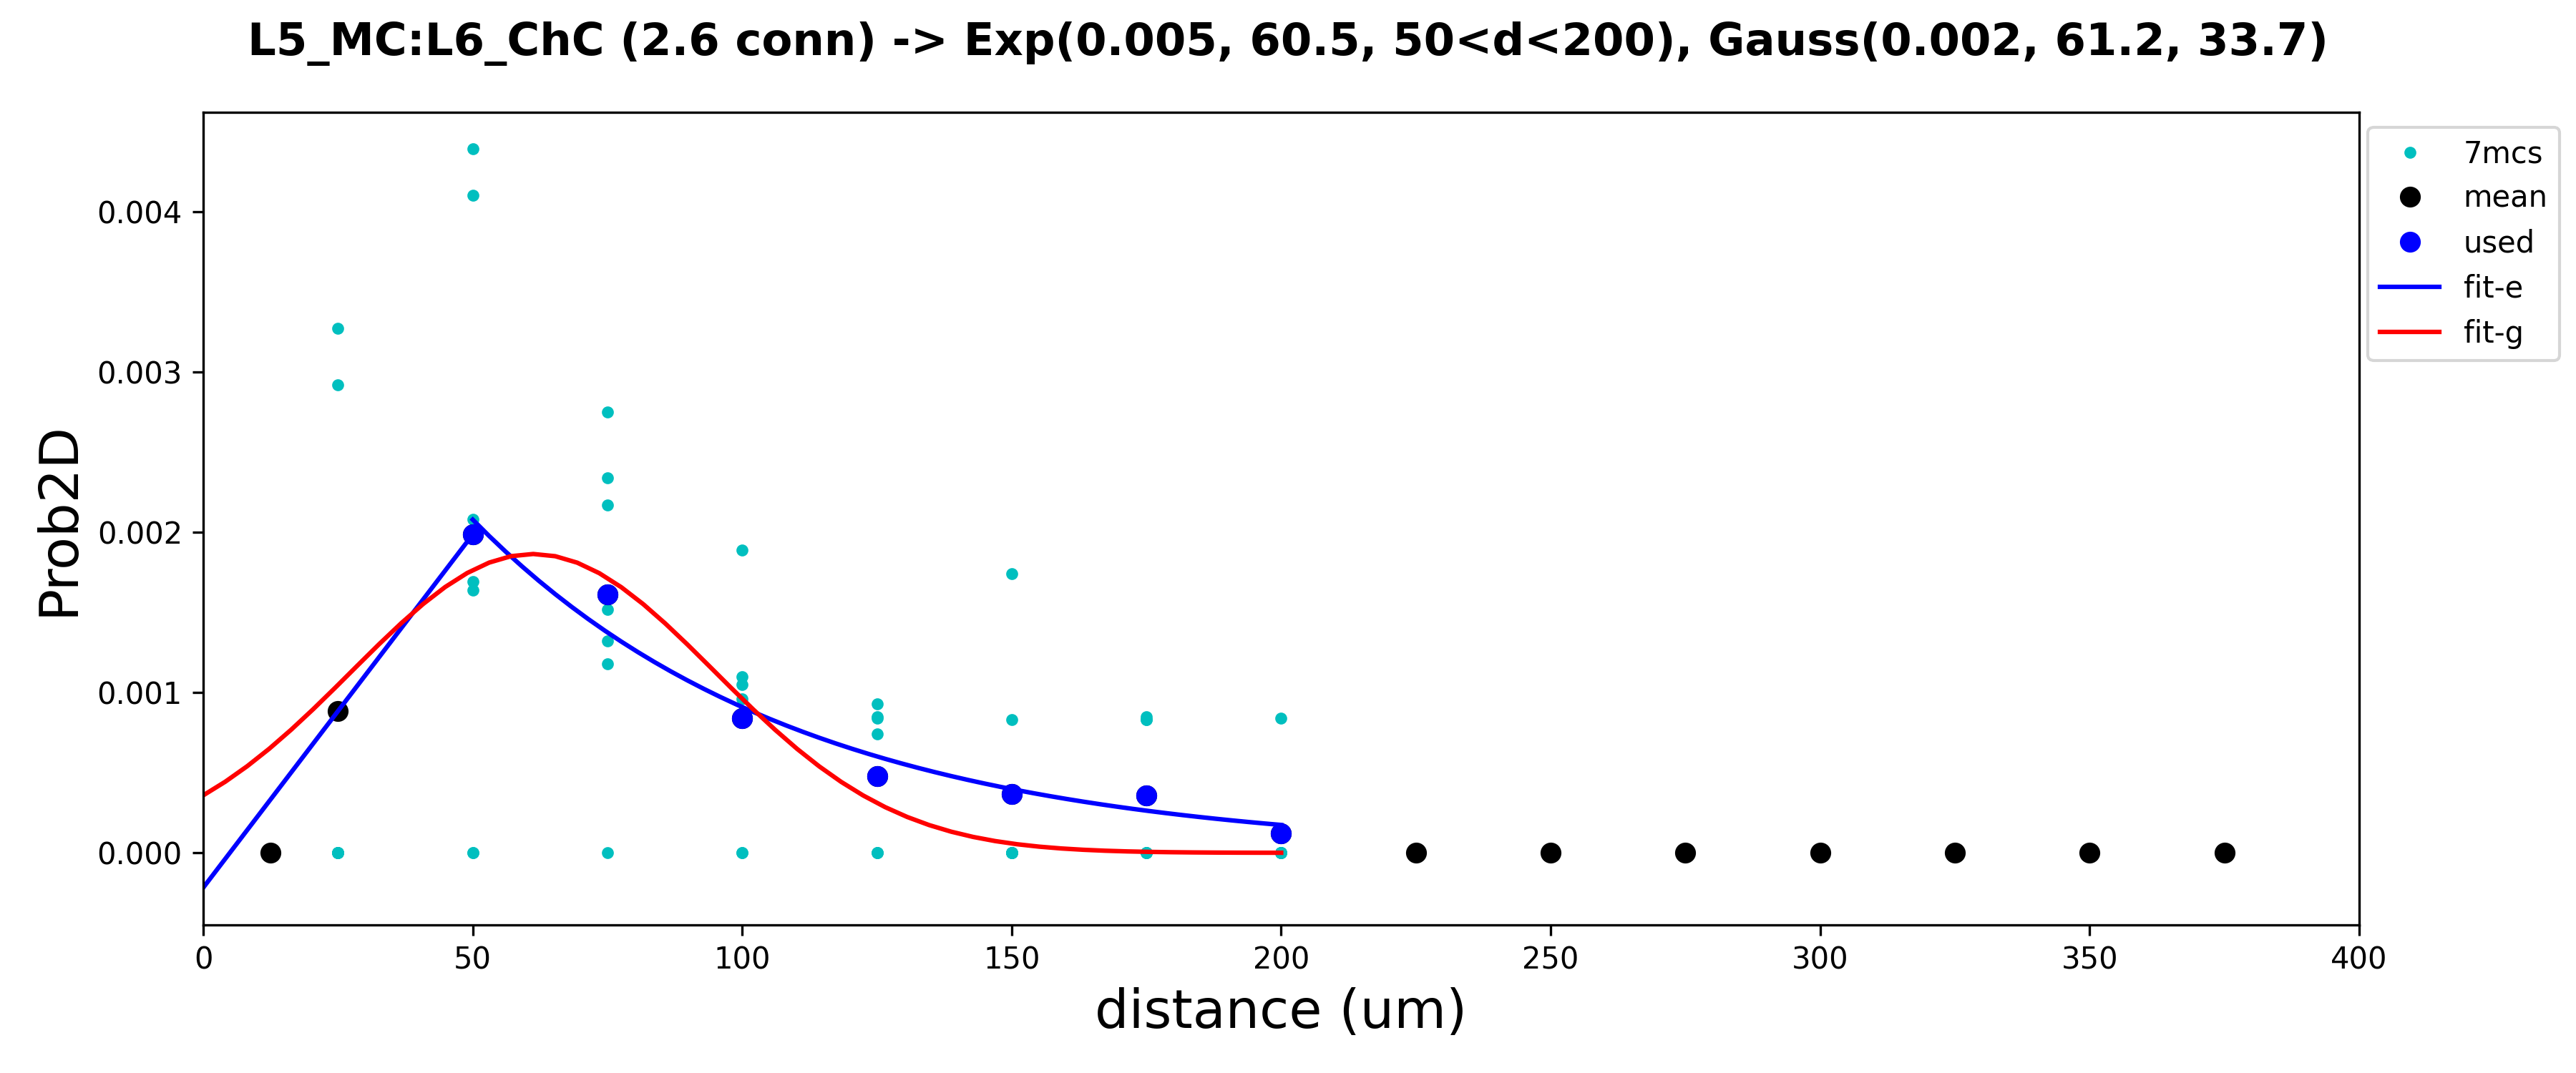 L5_MC:L6_ChC (2.6 conn) -> Exp(0.005, 60.5, 50<d<200), Gauss(0.002, 61.2, 33.7)
7mcs
mean
used
fit-e
fit-g
0.004
0.003
0.002
0.001
0.000
Prob2D
0 50 100 150 200 250 300 350 400
distance (um)